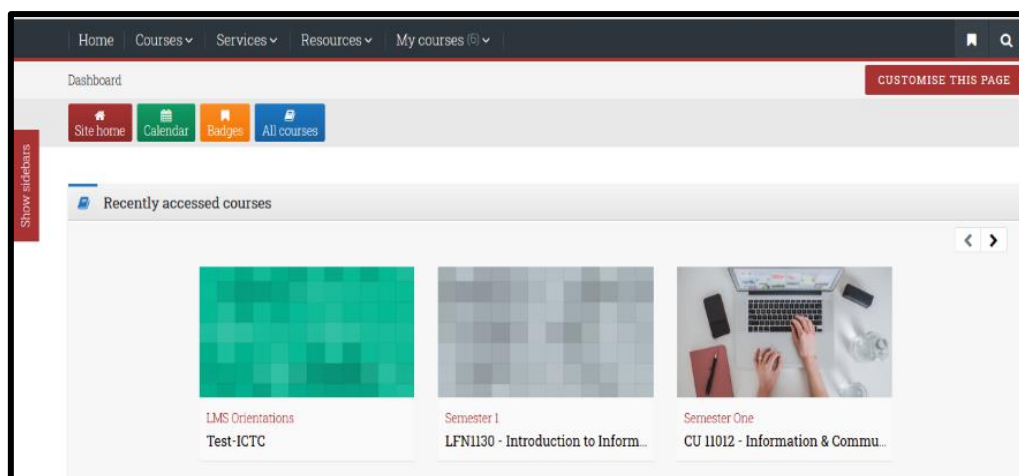 Home Courses Services Resources My courses (6)
Dashboard
CUSTOMISE THIS PAGE
Site home Calendar Badges All courses
Show sidebars
Recently accessed courses
LMS Orientations
Test-ICTC
Semester 1
LFN1130 - Introduction to Inform...
Semester One
CU 11012 - Information & Commu...